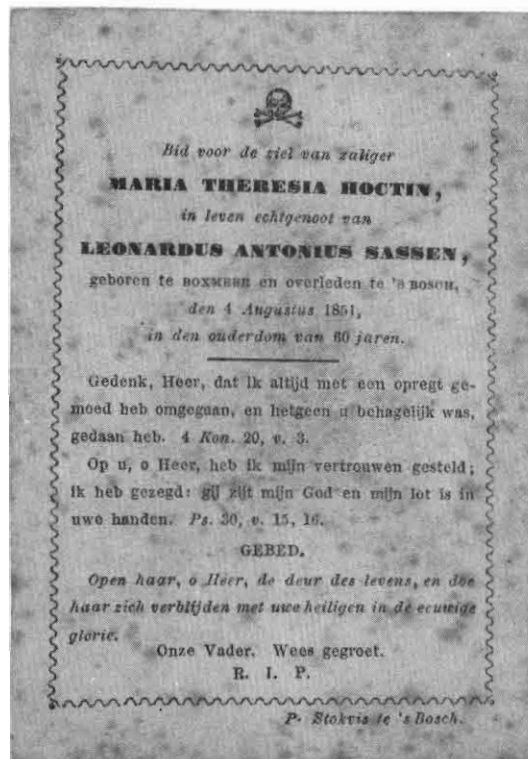 Bid voor de ziel van zaliger
MARIA THERESIA HOCTIN,
in leven echtgenoot van
LEONARDUS ANTONIUS SASSEN,
geboren te BOXMEER en overleden te 's BOSCH,
den 4 Augustus 1851,
in den ouderdom van 60 jaren.
Gedenk, Heer, dat ik altijd met een opregt ge-
moed heb omgegaan, en hetgeen u behagelijk was,
gedaan heb. 4 Kon. 20, v. 3.
Op u, o Heer, heb ik mijn vertrouwen gesteld;
ik heb gezegd: gij zijt mijn God en mijn lot is in
uwe handen. Ps. 30, v. 15, 16.
GEBED.
Open haar, o Heer, de deur des levens, en doe
haar zich verblijden met uwe heiligen in de eeuwige
glorie.
Onze Vader. Wees gegroet.
R. I. P.
P. Stokvis te 's Bosch.